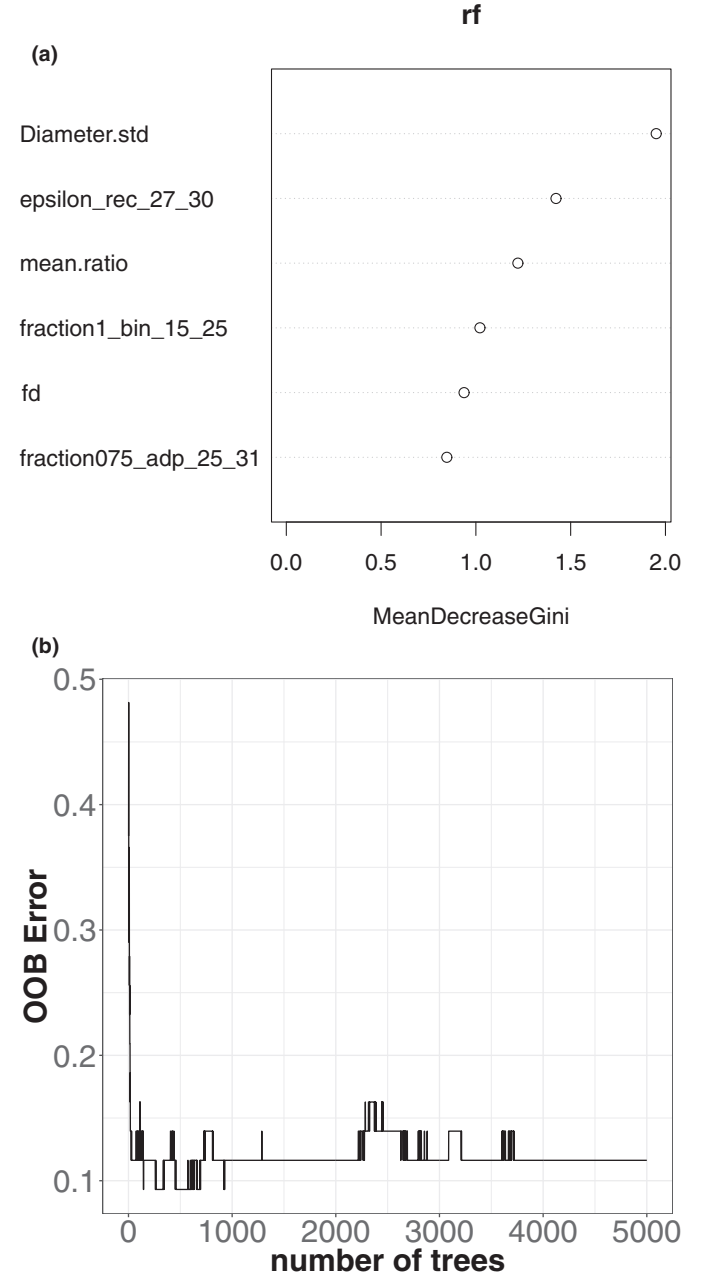 rf
(a)
Diameter.std
epsilon_rec_27_30
mean.ratio
fraction1_bin_15_25
fd
fraction075_adp_25_31
0.0 0.5 1.0 1.5 2.0
MeanDecreaseGini
(b)
0.5
0.4
0.3
0.2
0.1
OOB Error
0 1000 2000 3000 4000 5000
number of trees